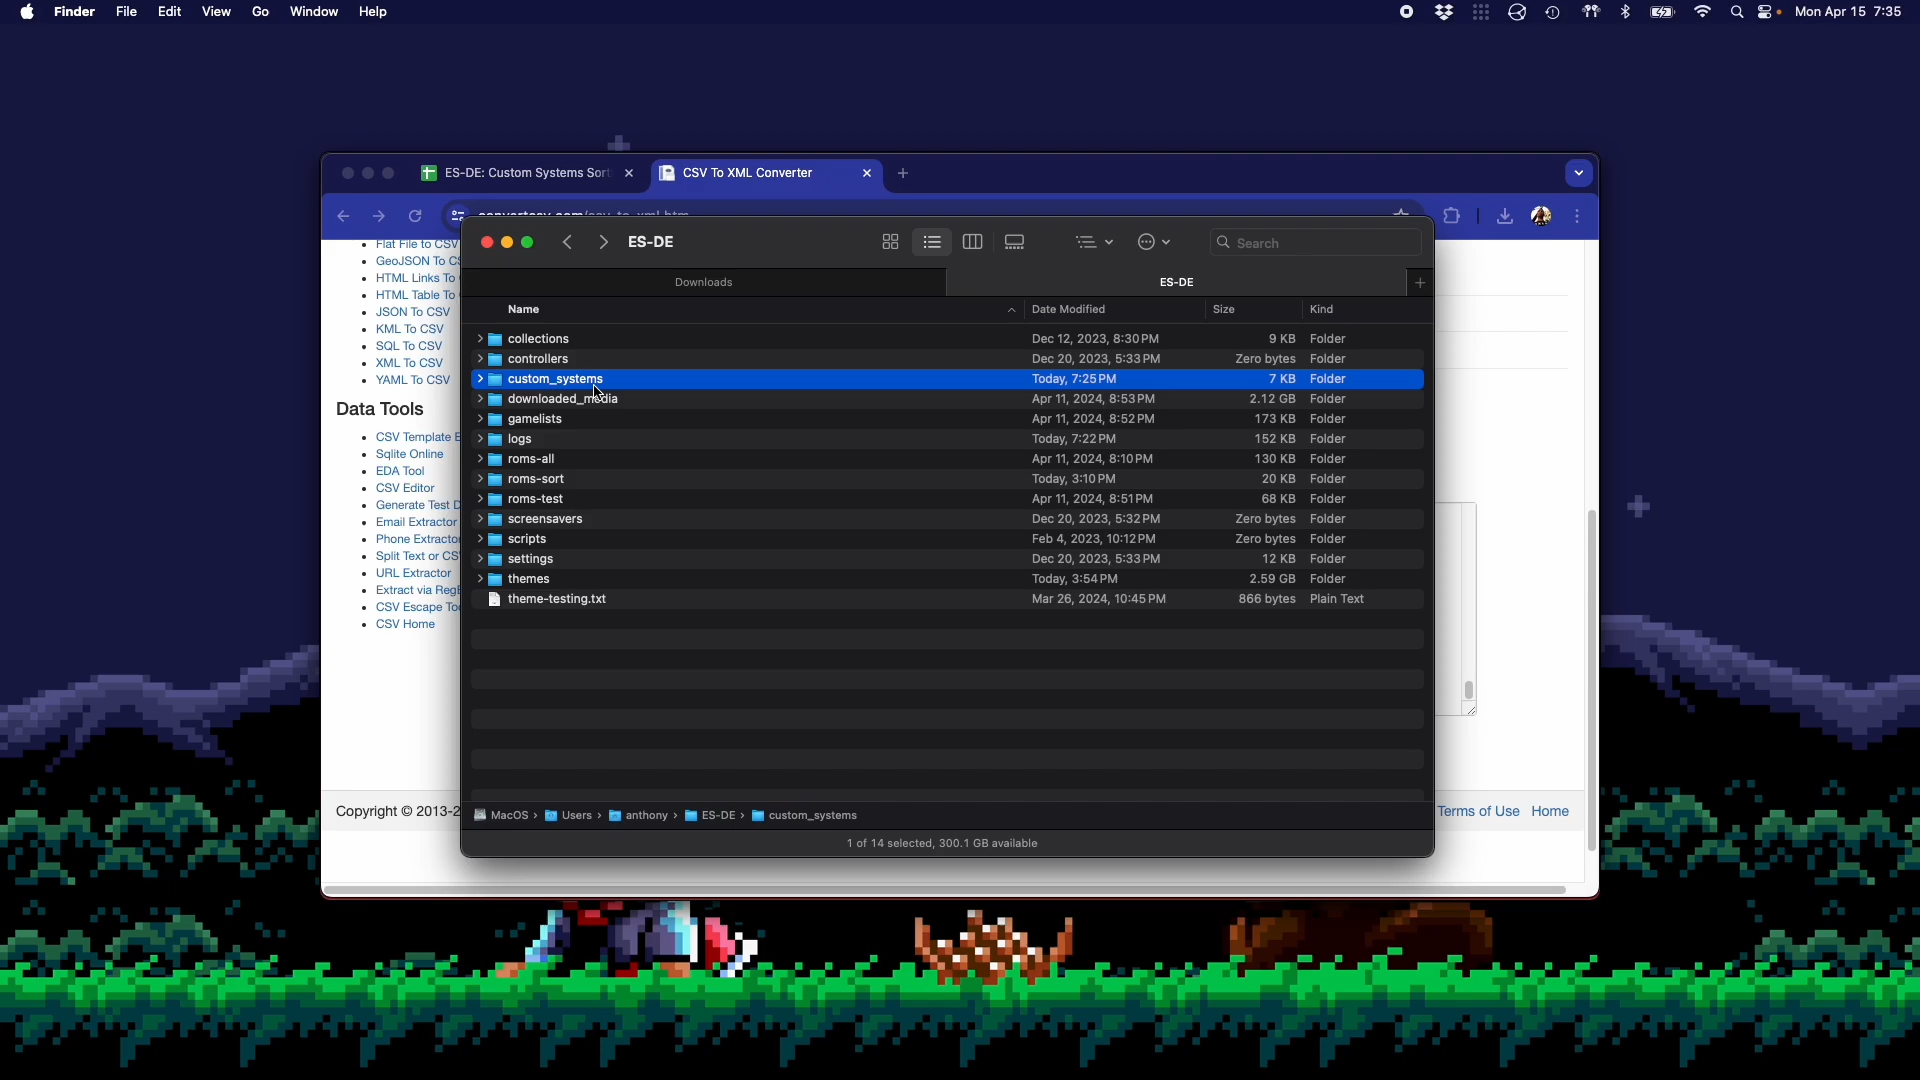 Finder File Edit View Go Window Help Mon Apr 15 7:35
ES-DE: Custom Systems Sort CSV To XML Converter
ES-DE Search
Downloads ES-DE
Name Date Modified Size Kind
collections Dec 12, 2023, 8:30 PM 9 KB Folder
controllers Dec 20, 2023, 5:33 PM Zero bytes Folder
custom_systems Today, 7:25 PM 7 KB Folder
downloaded_media Apr 11, 2024, 8:53 PM 2.12 GB Folder
gamelists Apr 11, 2024, 8:52 PM 173 KB Folder
logs Today, 7:22 PM 152 KB Folder
roms-all Apr 11, 2024, 8:10 PM 130 KB Folder
roms-sort Today, 3:10 PM 20 KB Folder
roms-test Apr 11, 2024, 8:51 PM 68 KB Folder
screensavers Dec 20, 2023, 5:32 PM Zero bytes Folder
scripts Feb 4, 2023, 10:12 PM Zero bytes Folder
settings Dec 20, 2023, 5:33 PM 12 KB Folder
themes Today, 3:54 PM 2.59 GB Folder
theme-testing.txt Mar 26, 2024, 10:45 PM 866 bytes Plain Text
MacOS › Users › anthony › ES-DE › custom_systems
1 of 14 selected, 300.1 GB available
Flat File to CSV
GeoJSON To CS
HTML Links To
HTML Table To
JSON To CSV
KML To CSV
SQL To CSV
XML To CSV
YAML To CSV
Data Tools
CSV Template E
Sqlite Online
EDA Tool
CSV Editor
Generate Test D
Email Extractor
Phone Extractor
Split Text or CS
URL Extractor
Extract via RegE
CSV Escape Too
CSV Home
Copyright © 2013-2 Terms of Use Home